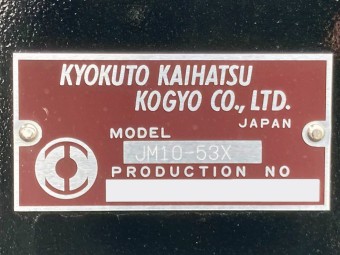 KYOKUTO KAIHATSU
KOGYO CO., LTD.
JAPAN
MODEL
JM10-53X
PRODUCTION NO